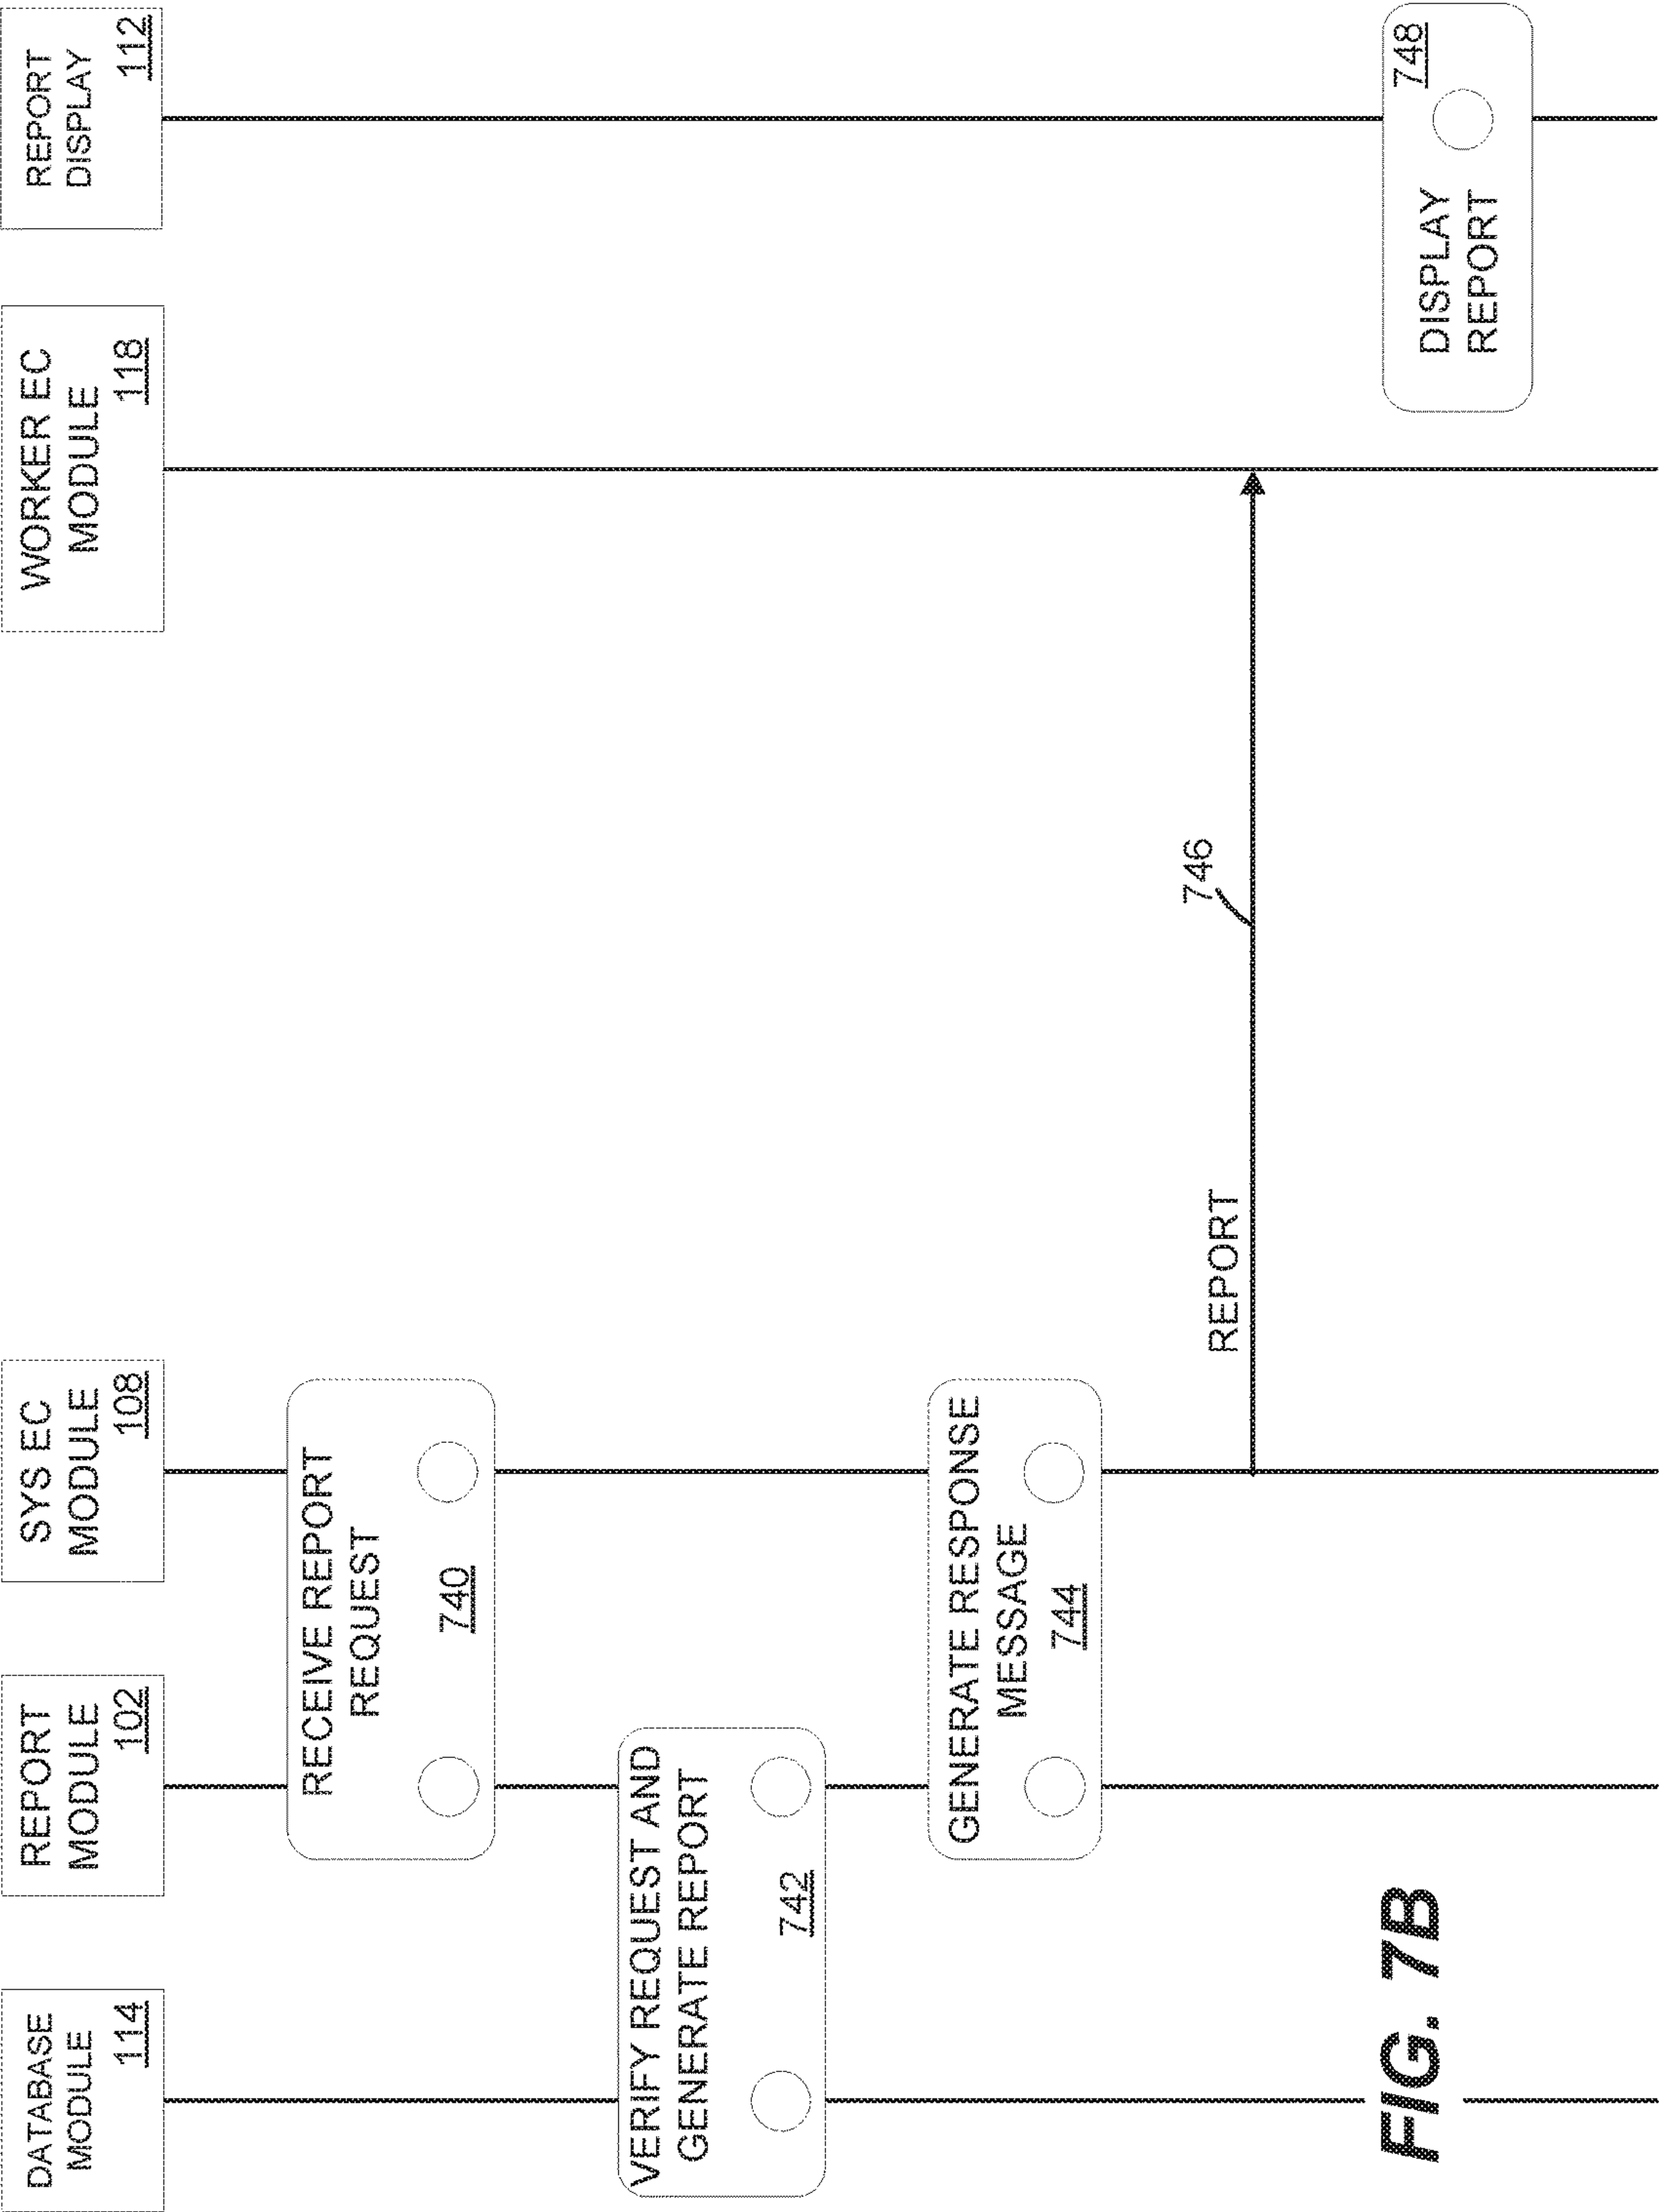 DATABASE
MODULE
114
REPORT
MODULE
102
SYS EC
MODULE
108
WORKER EC
MODULE
118
REPORT
DISPLAY
112
RECEIVE REPORT
REQUEST
740
VERIFY REQUEST AND
GENERATE REPORT
742
GENERATE RESPONSE
MESSAGE
744
REPORT
746
DISPLAY
REPORT
748
FIG. 7B